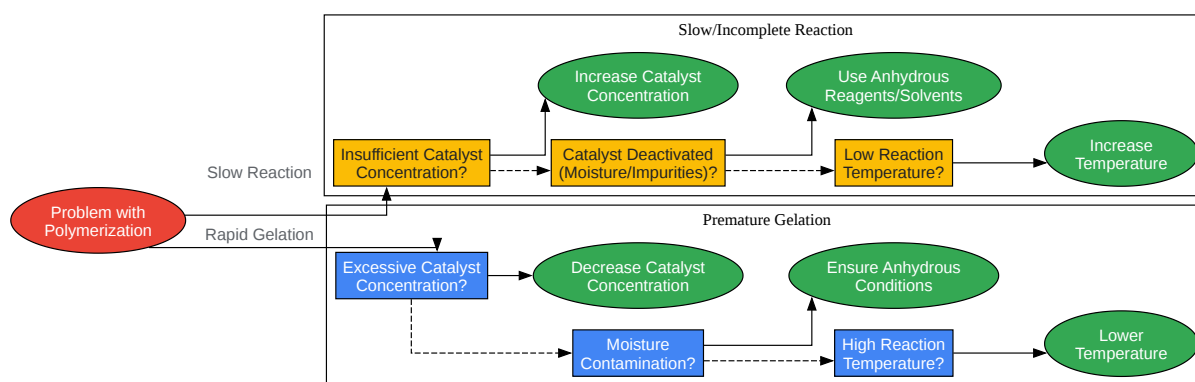 Slow/Incomplete Reaction
Increase Catalyst
Concentration
Use Anhydrous
Reagents/Solvents
Insufficient Catalyst
Concentration?
Catalyst Deactivated
(Moisture/Impurities)?
Low Reaction
Temperature?
Increase
Temperature
Slow Reaction
Problem with
Polymerization
Rapid Gelation
Premature Gelation
Excessive Catalyst
Concentration?
Decrease Catalyst
Concentration
Ensure Anhydrous
Conditions
Moisture
Contamination?
High Reaction
Temperature?
Lower
Temperature